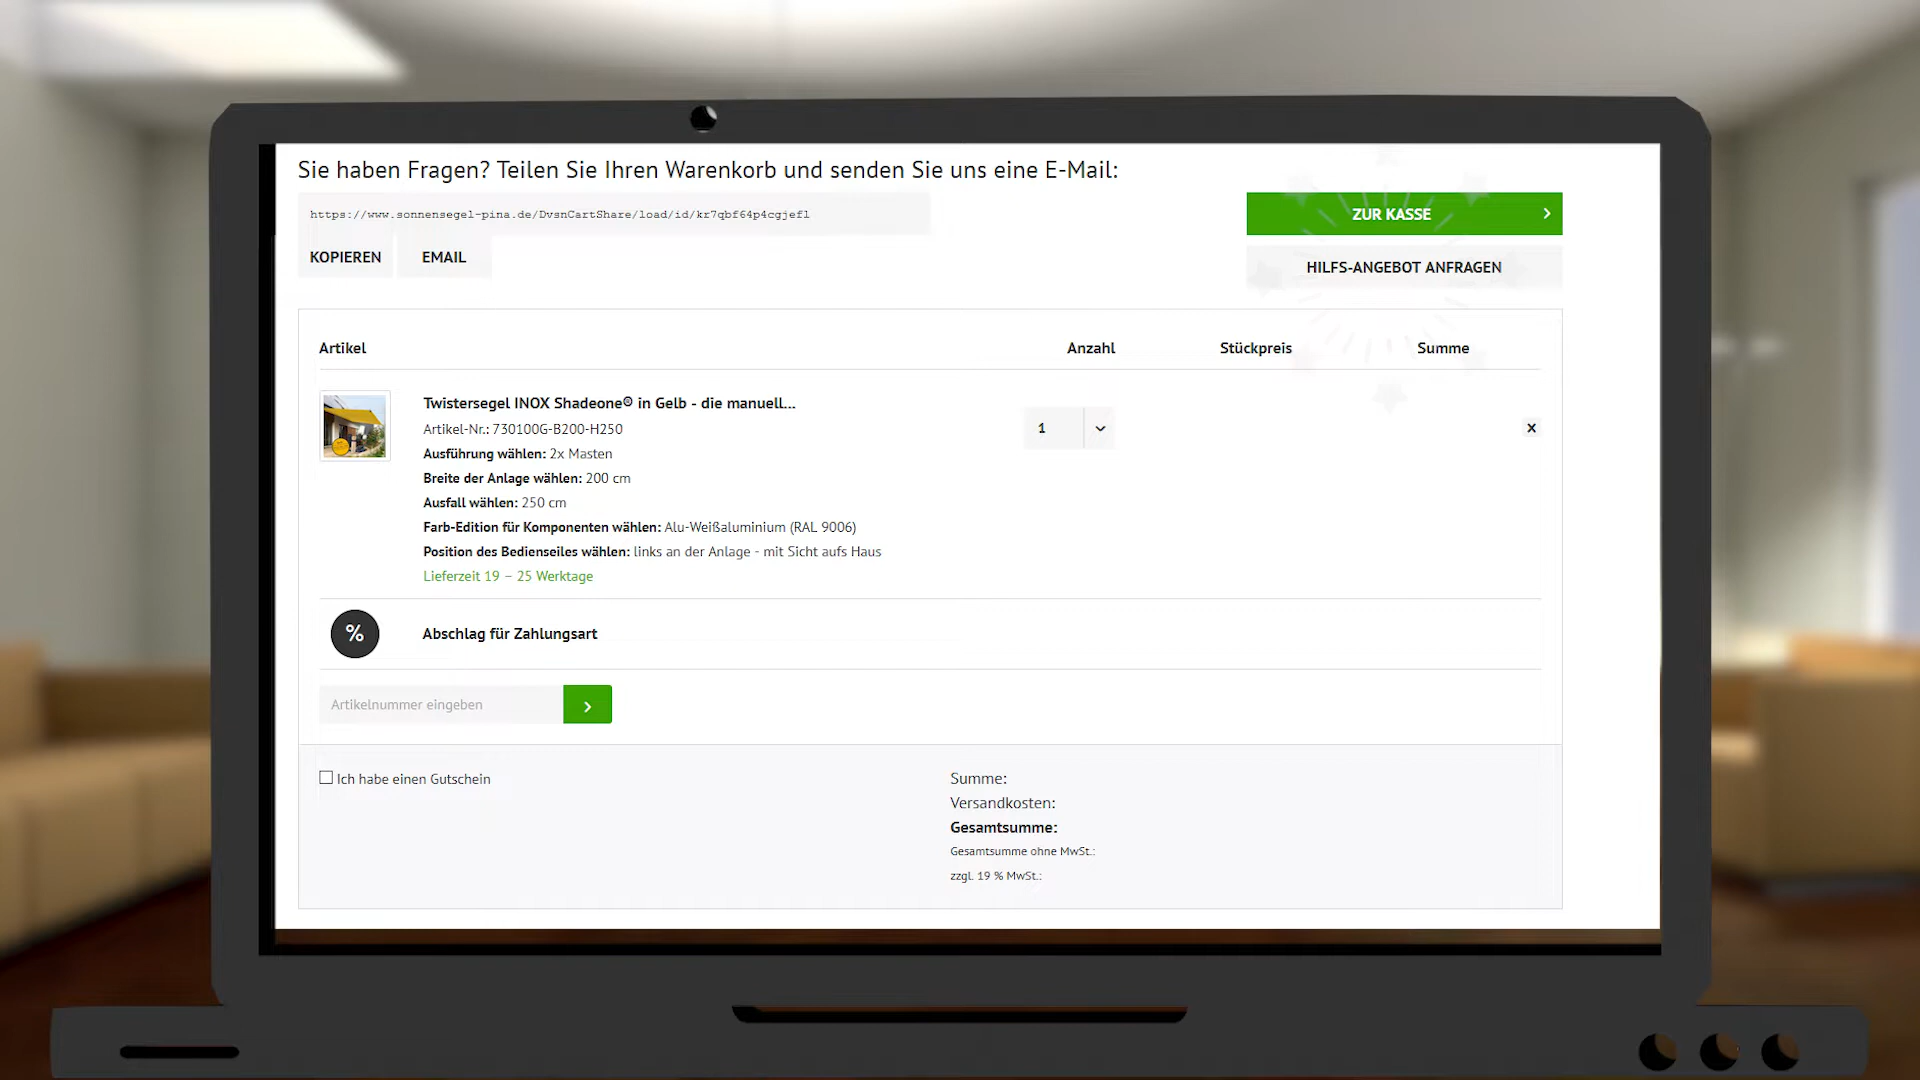 Sie haben Fragen? Teilen Sie Ihren Warenkorb und senden Sie uns eine E-Mail:
https://www.sonnensegel-pina.de/DvsnCartShare/load/id/kr7qbf64p4cgjefl
ZUR KASSE
KOPIEREN EMAIL
HILFS-ANGEBOT ANFRAGEN
Artikel Anzahl Stückpreis Summe
Twistersegel INOX Shadeone® in Gelb - die manuell...
Artikel-Nr.: 730100G-B200-H250
1
Ausführung wählen: 2x Masten
Breite der Anlage wählen: 200 cm
Ausfall wählen: 250 cm
Farb-Edition für Komponenten wählen: Alu-Weißaluminium (RAL 9006)
Position des Bedienseiles wählen: links an der Anlage - mit Sicht aufs Haus
Lieferzeit 19 – 25 Werktage
% Abschlag für Zahlungsart
Artikelnummer eingeben
Ich habe einen Gutschein
Summe:
Versandkosten:
Gesamtsumme:
Gesamtsumme ohne MwSt.:
zzgl. 19 % MwSt.: